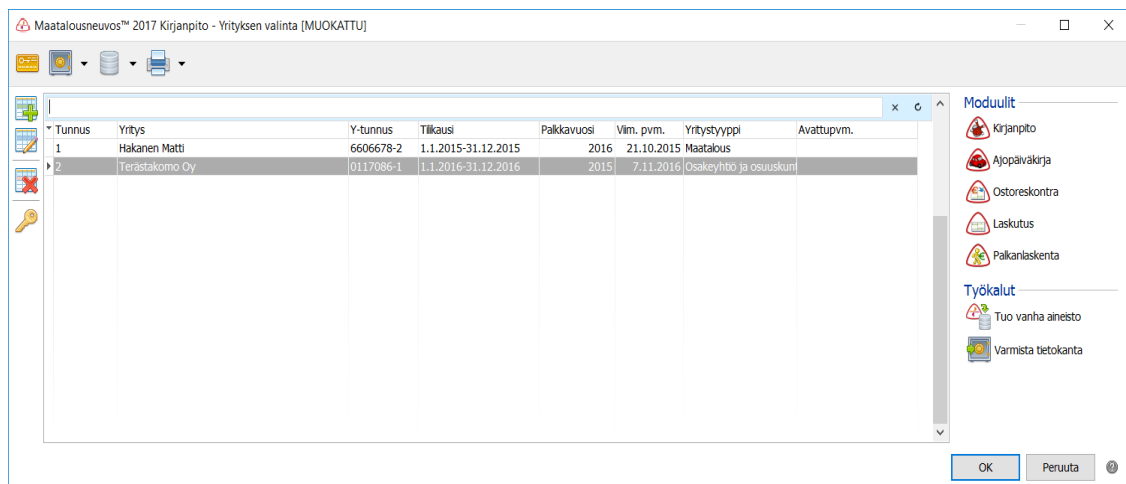 Maatalousneuvos™ 2017 Kirjanpito - Yrityksen valinta [MUOKATTU]
Tunnus Yritys Y-tunnus Tilikausi Palkkavuosi Viim. pvm. Yritystyyppi Avattupvm.
1 Hakanen Matti 6606678-2 1.1.2015-31.12.2015 2016 21.10.2015 Maatalous
2 Terästakomo Oy 0117086-1 1.1.2016-31.12.2016 2015 7.11.2016 Osakeyhtiö ja osuuskunt
Moduulit
Kirjanpito
Ajopäiväkirja
Ostoreskontra
Laskutus
Palkanlaskenta
Työkalut
Tuo vanha aineisto
Varmista tietokanta
OK Peruuta